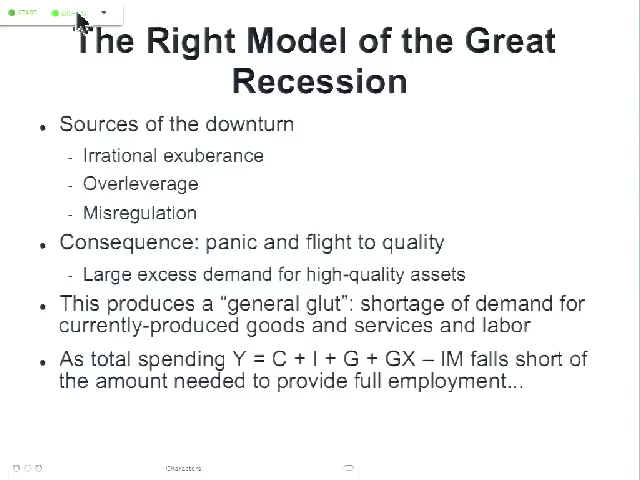 START
The Right Model of the Great
Recession
• Sources of the downturn
- Irrational exuberance
- Overleverage
- Misregulation
• Consequence: panic and flight to quality
- Large excess demand for high-quality assets
• This produces a “general glut”: shortage of demand for
currently-produced goods and services and labor
• As total spending Y = C + I + G + GX – IM falls short of
the amount needed to provide full employment...
Characters